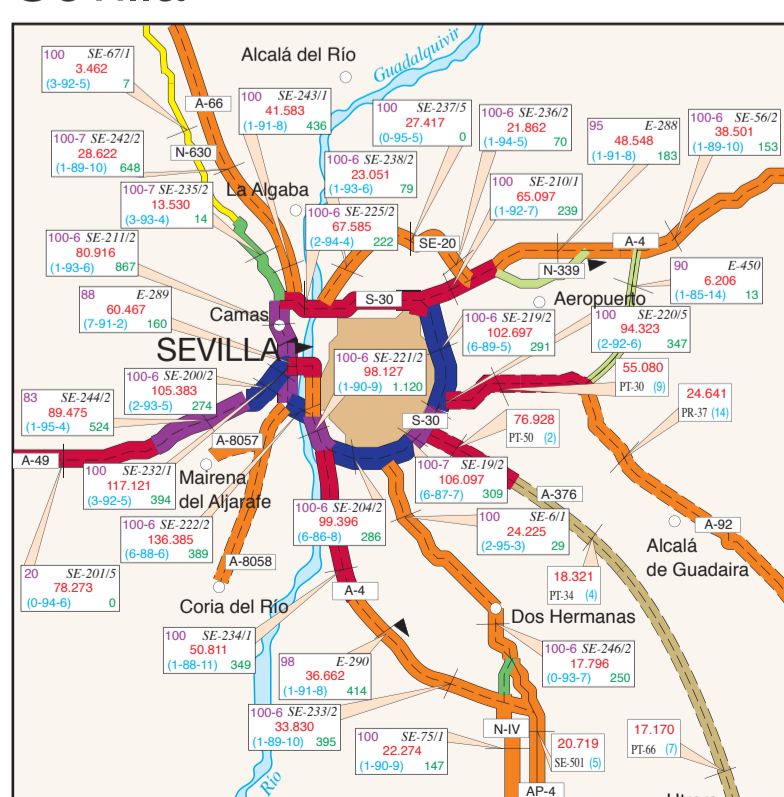 Alcalá del Río
Guadalquivir
100 SE-67/1
3.462
(3-92-5) 7
A-66
100 SE-243/1
41.583
(1-91-8) 436
100 SE-237/5
27.417
(0-95-5) 0
100-6 SE-236/2
21.862
(1-94-5) 70
95 E-288
48.548
(1-91-8) 183
100-6 SE-56/2
38.501
(1-89-10) 153
100-7 SE-242/2
28.622
(1-89-10) 648
N-630
100-6 SE-238/2
23.051
(1-93-6) 79
100-7 SE-235/2
13.530
(3-93-4) 14
La Algaba
100 SE-210/1
65.097
(1-92-7) 239
100-6 SE-225/2
67.585
(2-94-4) 222
SE-20
A-4
100-6 SE-211/2
80.916
(1-93-6) 867
N-339
90 E-450
6.206
(1-85-14) 13
88 E-289
60.467
(7-91-2) 160
S-30
Aeropuerto
Camas
100-6 SE-219/2
102.697
(6-89-5) 291
100 SE-220/5
94.323
(2-92-6) 347
SEVILLA
100-6 SE-221/2
98.127
(1-90-9) 1.120
55.080
PT-30 (9)
100-6 SE-200/2
105.383
(2-93-5) 274
24.641
PR-37 (14)
83 SE-244/2
89.475
(1-95-4) 524
76.928
PT-50 (2)
S-30
A-8057
A-49
100 SE-232/1
117.121
(3-92-5) 394
Mairena
del Aljarafe
100-7 SE-19/2
106.097
(6-87-7) 309
A-376
100-6 SE-204/2
99.396
(6-86-8) 286
100 SE-6/1
24.225
(2-95-3) 29
100-6 SE-222/2
136.385
(6-88-6) 389
A-92
Alcalá
de Guadaira
A-8058
20 SE-201/5
78.273
(0-94-6) 0
18.321
PT-34 (4)
A-4
Coria del Río
Dos Hermanas
100 SE-234/1
50.811
(1-88-11) 349
100-6 SE-246/2
17.796
(0-93-7) 250
98 E-290
36.662
(1-91-8) 414
100-6 SE-233/2
33.830
(1-89-10) 395
N-IV
100 SE-75/1
22.274
(1-90-9) 147
20.719
SE-501 (5)
17.170
PT-66 (7)
Río
AP-4